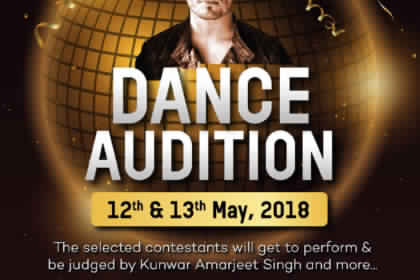 DANCE
AUDITION
12th & 13th May, 2018
The selected contestants will get to perform &
be judged by Kunwar Amarjeet Singh and more...